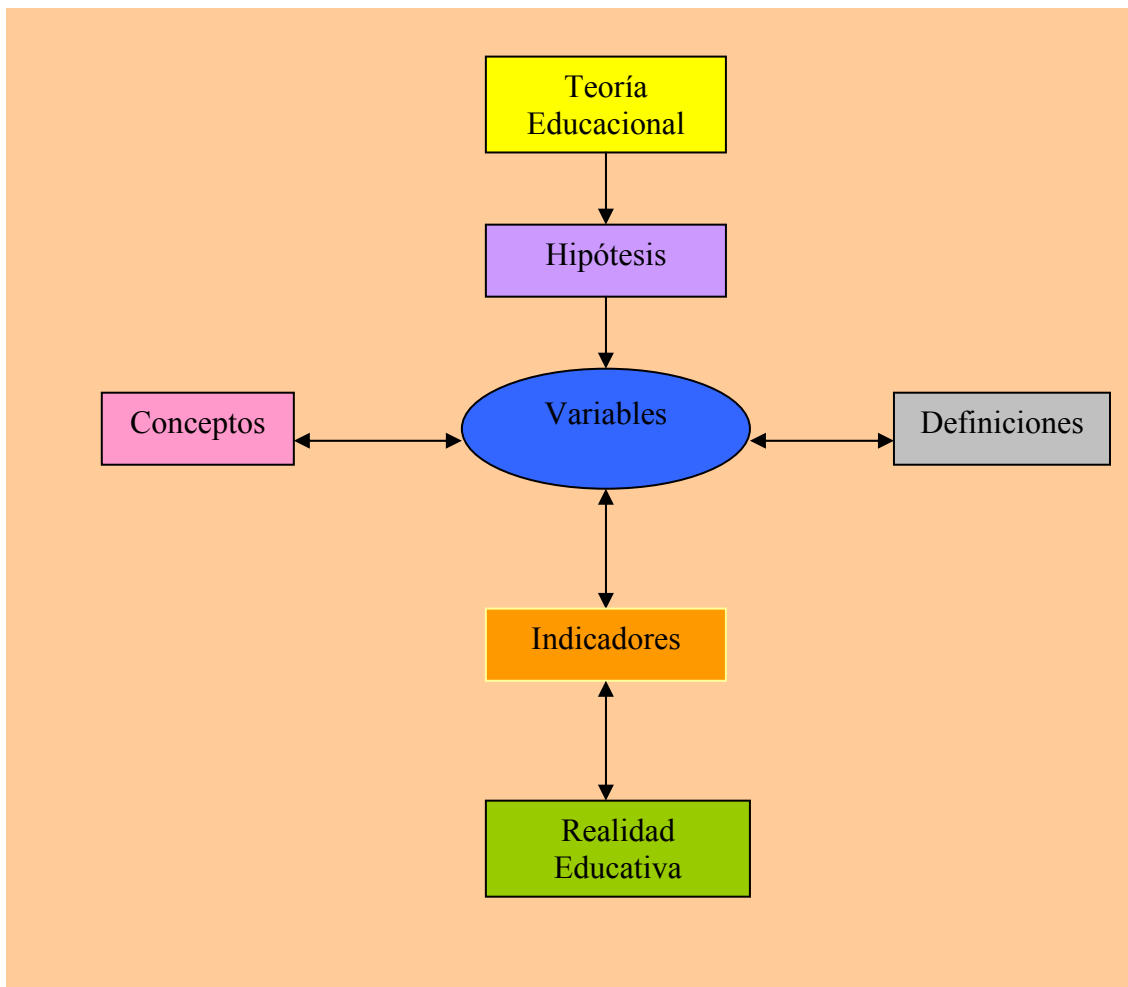 Teoría
Educacional
Hipótesis
Conceptos
Variables
Definiciones
Indicadores
Realidad
Educativa